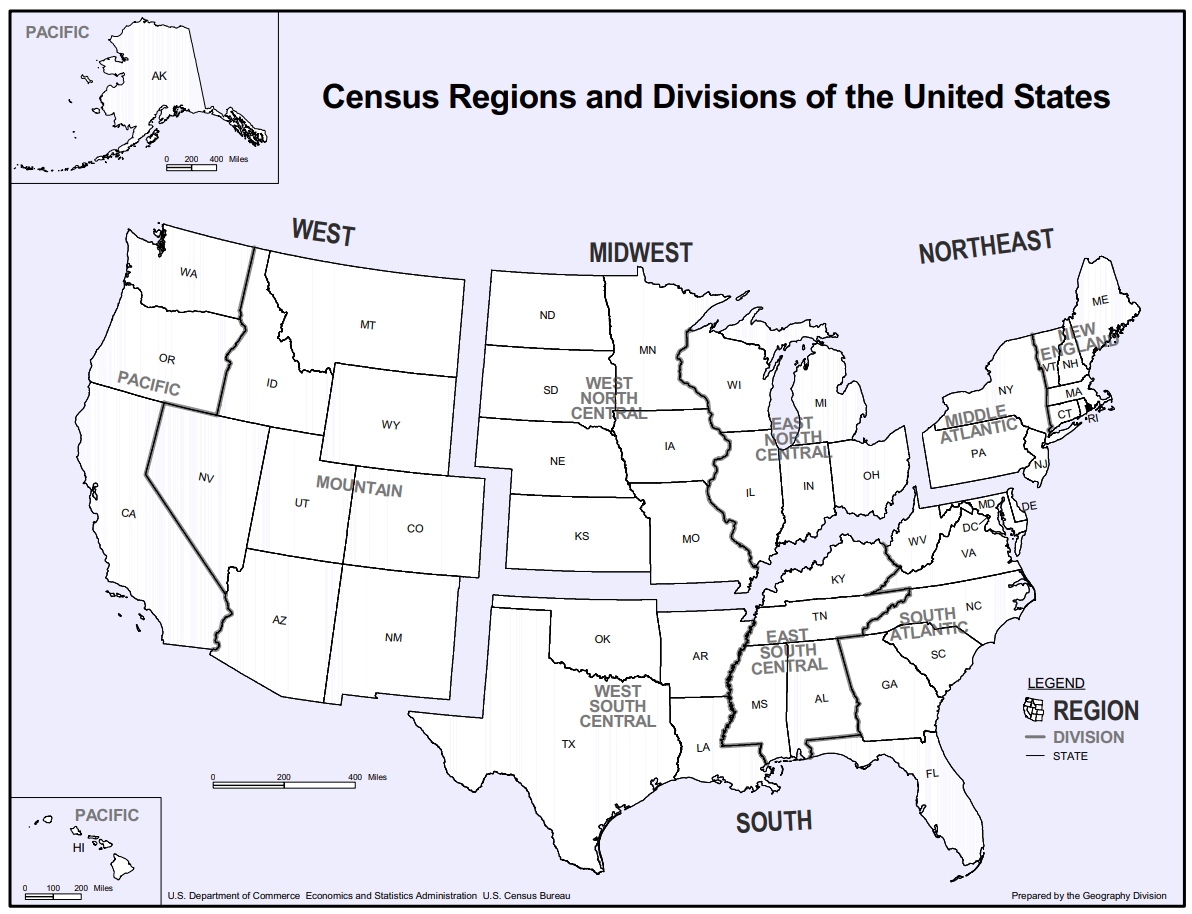 PACIFIC
AK
0 200 400 Miles
Census Regions and Divisions of the United States
WEST
MIDWEST
NORTHEAST
WA
MT
OR
ID
WY
PACIFIC
NV
UT
CO
CA
AZ
NM
MOUNTAIN
ND
MN
SD
WEST
NORTH
CENTRAL
IA
NE
KS
MO
WI
MI
EAST
NORTH
CENTRAL
IL
IN
OH
ME
NEW
ENGLAND
VT
NH
MA
CT
RI
NY
MIDDLE
ATLANTIC
PA
NJ
MD
DE
DC
WV
VA
KY
TN
NC
SOUTH
ATLANTIC
SC
GA
FL
EAST
SOUTH
CENTRAL
MS
AL
OK
AR
WEST
SOUTH
CENTRAL
TX
LA
SOUTH
LEGEND
REGION
DIVISION
STATE
0 200 400 Miles
PACIFIC
HI
0 100 200 Miles
U.S. Department of Commerce Economics and Statistics Administration U.S. Census Bureau
Prepared by the Geography Division